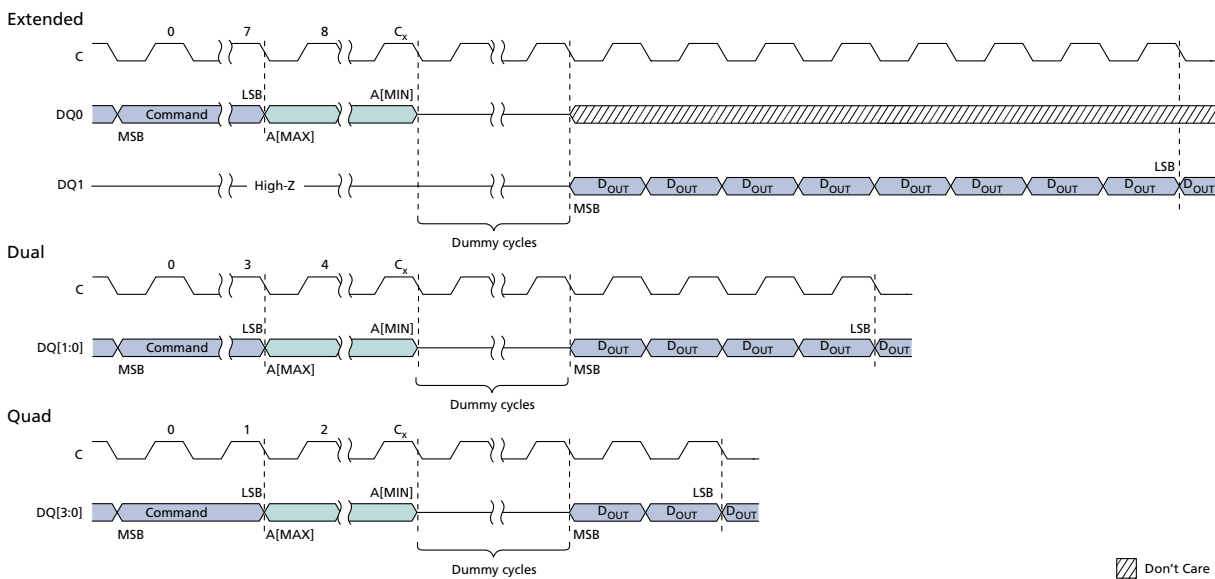 Extended
0 7 8 Cx
C
LSB A[MIN]
DQ0 Command
MSB A[MAX]
LSB
DQ1 High-Z DOUT DOUT DOUT DOUT DOUT DOUT DOUT DOUT DOUT
MSB
Dummy cycles
Dual
0 3 4 Cx
C
LSB A[MIN] LSB
DQ[1:0] Command DOUT DOUT DOUT DOUT DOUT
MSB A[MAX] MSB
Dummy cycles
Quad
0 1 2 Cx
C
LSB A[MIN] LSB
DQ[3:0] Command DOUT DOUT DOUT
MSB A[MAX] MSB
Dummy cycles
Don't Care